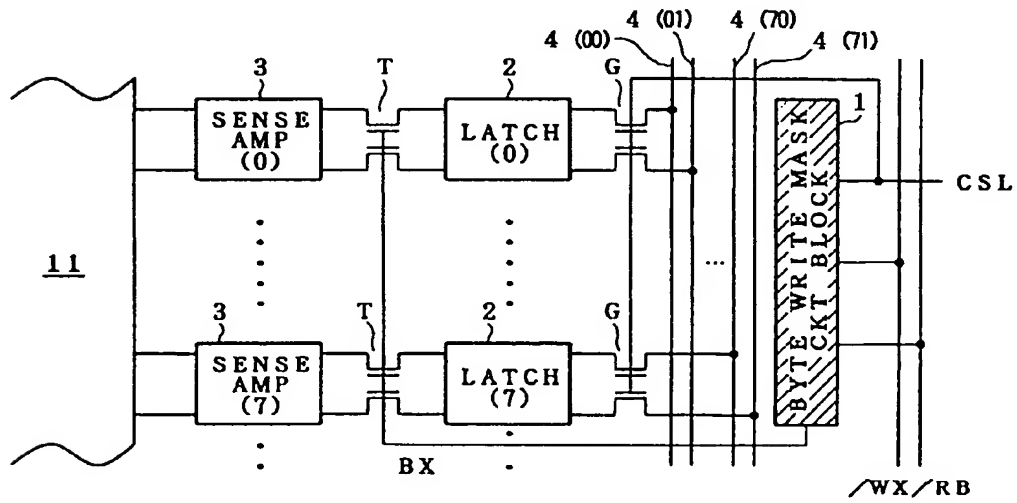 4 (00)
4 (01)
4 (70)
4 (71)
3
T
2
G
SENSE
AMP
(0)
LATCH
(0)
1
BYTE WRITE MASK
CKT BLOCK
CSL
11
...
3
T
2
G
SENSE
AMP
(7)
LATCH
(7)
BX
/WX
/RB